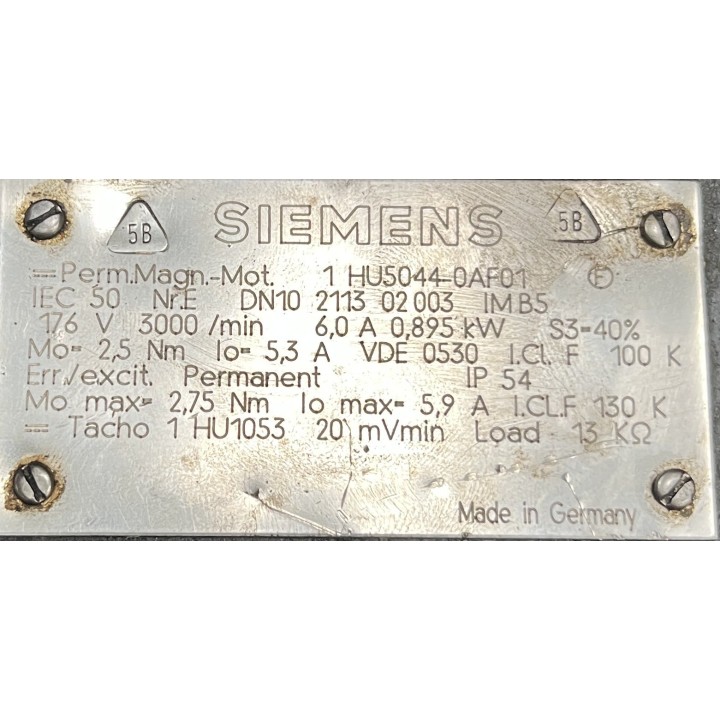 5B SIEMENS 5B
⎓ Perm.Magn.-Mot. 1 HU5044-0AF01 F
IEC 50 Nr.E DN10 2113 02 003 IM B5
176 V 3000 /min 6,0 A 0,895 kW S3=40%
Mo= 2,5 Nm Io= 5,3 A VDE 0530 I.Cl. F 100 K
Err./excit. Permanent IP 54
Mo max= 2,75 Nm Io max= 5,9 A I.CL.F 130 K
⎓ Tacho 1 HU1053 20 mVmin Load 13 KΩ
Made in Germany